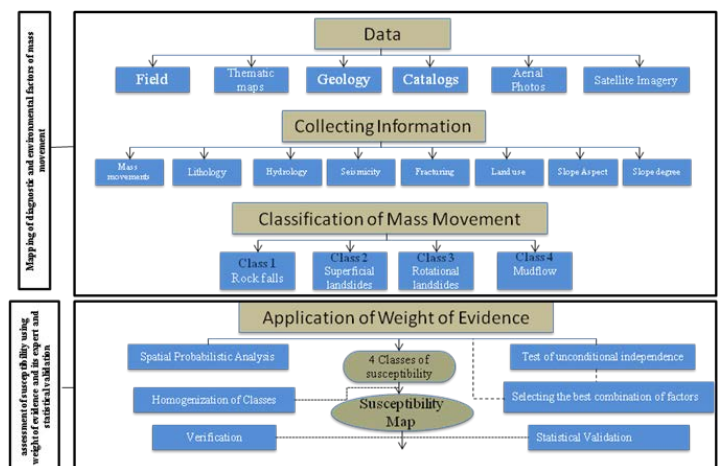 Mapping of diagnostic and environmental factors of mass
movement
Data
Field
Thematic
maps
Geology
Catalogs
Aerial
Photos
Satellite Imagery
Collecting Information
Mass
movements
Lithology
Hydrology
Seismicity
Fracturing
Land use
Slope Aspect
Slope degree
Classification of Mass Movement
Class 1
Rock falls
Class 2
Superficial
landslides
Class 3
Rotational
landslides
Class 4
Mudflow
assessment of susceptibility using
weight of evidence and its expert and
statistical validation
Application of Weight of Evidence
Spatial Probabilistic Analysis
4 Classes of
susceptibility
Test of unconditional independence
Homogenization of Classes
Susceptibility
Map
Selecting the best combination of factors
Verification
Statistical Validation